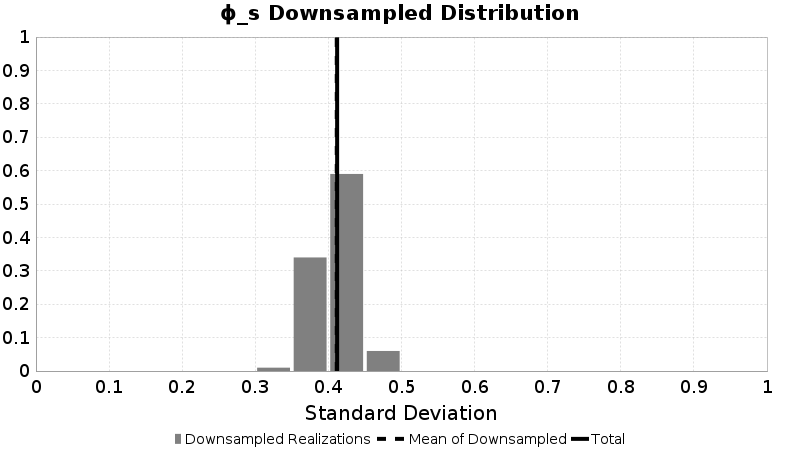 ϕ_s Downsampled Distribution
1
0.9
0.8
0.7
0.6
0.5
0.4
0.3
0.2
0.1
0
0 0.1 0.2 0.3 0.4 0.5 0.6 0.7 0.8 0.9 1
Standard Deviation
Downsampled Realizations Mean of Downsampled Total